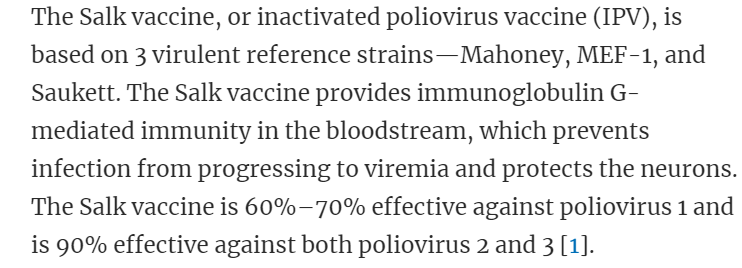 The Salk vaccine, or inactivated poliovirus vaccine (IPV), is
based on 3 virulent reference strains—Mahoney, MEF-1, and
Saukett. The Salk vaccine provides immunoglobulin G-
mediated immunity in the bloodstream, which prevents
infection from progressing to viremia and protects the neurons.
The Salk vaccine is 60%–70% effective against poliovirus 1 and
is 90% effective against both poliovirus 2 and 3 [1].